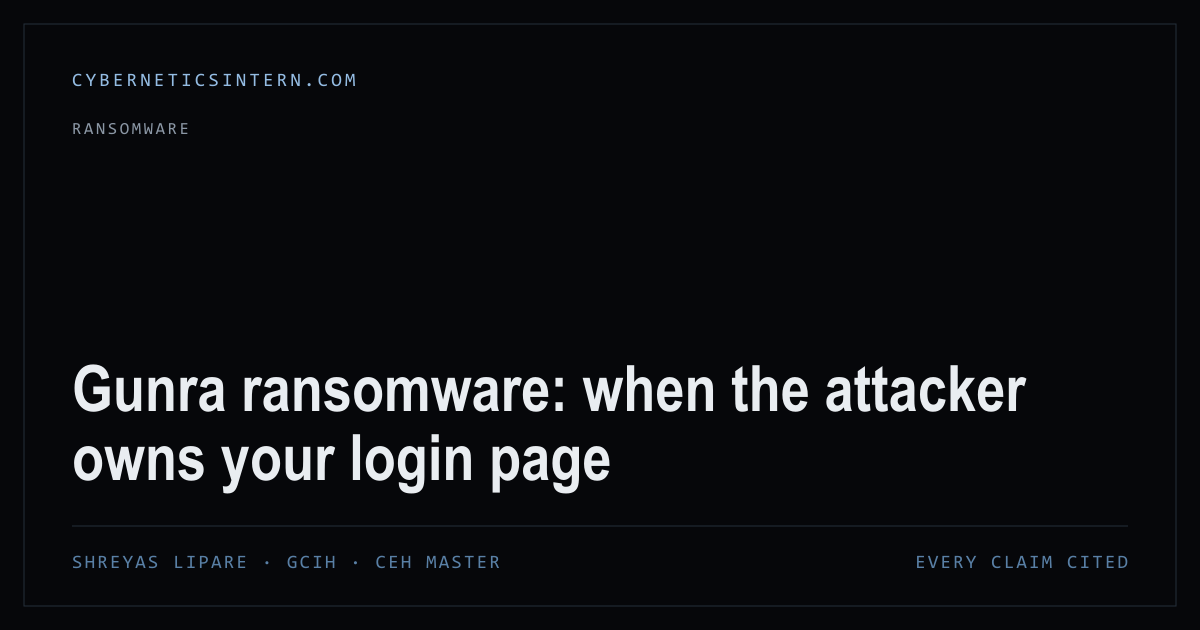 CYBERNETICSINTERN.COM
RANSOMWARE
Gunra ransomware: when the attacker
owns your login page
SHREYAS LIPARE · GCIH · CEH MASTER
EVERY CLAIM CITED